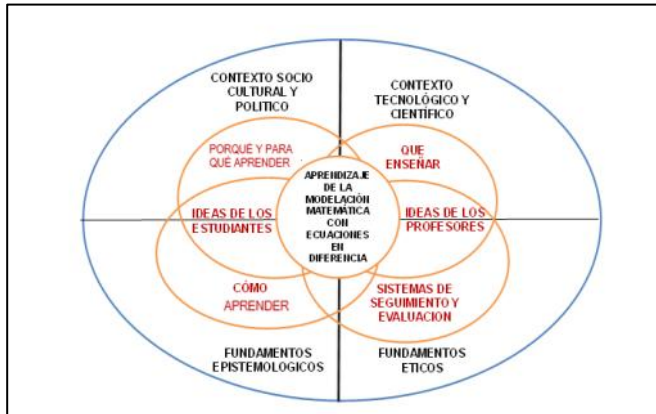 CONTEXTO SOCIO
CULTURAL Y
POLITICO
CONTEXTO
TECNOLÓGICO Y
CIENTÍFICO
PORQUÉ Y PARA
QUÉ APRENDER
QUE
ENSEÑAR
APRENDIZAJE
DE LA
MODELACIÓN
MATEMÁTICA
CON
ECUACIONES
EN
DIFERENCIA
IDEAS DE LOS
ESTUDIANTES
IDEAS DE LOS
PROFESORES
CÓMO
APRENDER
SISTEMAS DE
SEGUIMIENTO Y
EVALUACION
FUNDAMENTOS
EPISTEMOLOGICOS
FUNDAMENTOS
ETICOS